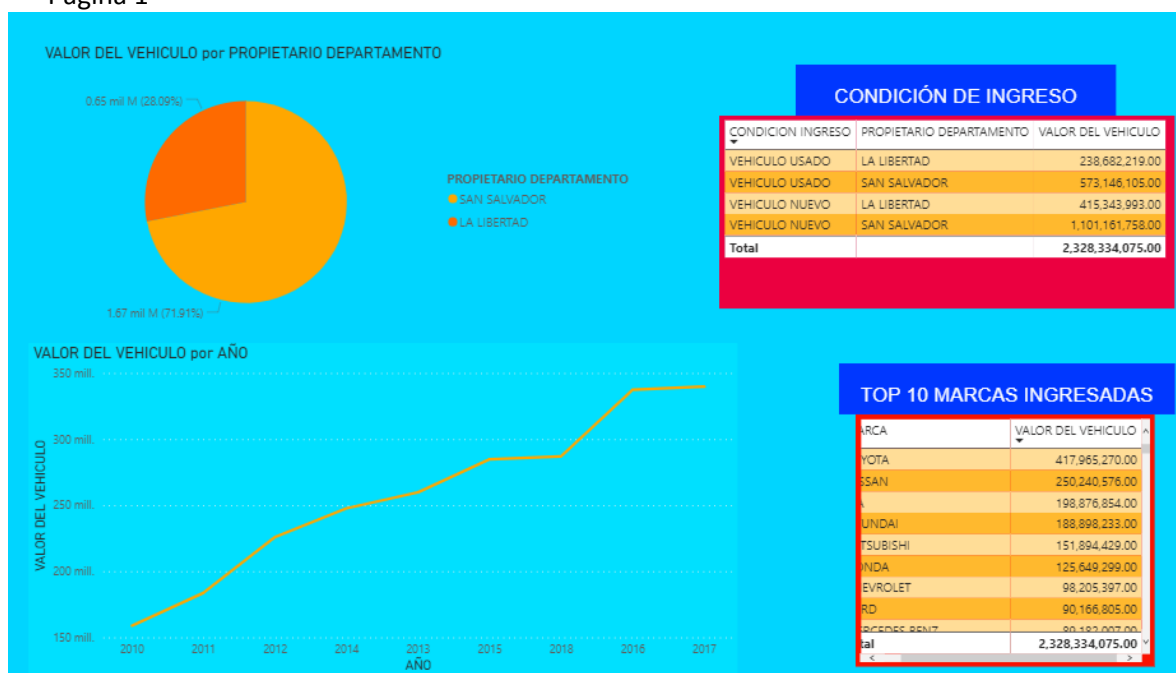 Página 1
VALOR DEL VEHICULO por PROPIETARIO DEPARTAMENTO
0.65 mil M (28.09%)
1.67 mil M (71.91%)
PROPIETARIO DEPARTAMENTO
SAN SALVADOR
LA LIBERTAD
CONDICIÓN DE INGRESO
CONDICION INGRESO PROPIETARIO DEPARTAMENTO VALOR DEL VEHICULO
VEHICULO USADO LA LIBERTAD 238,682,219.00
VEHICULO USADO SAN SALVADOR 573,146,105.00
VEHICULO NUEVO LA LIBERTAD 415,343,993.00
VEHICULO NUEVO SAN SALVADOR 1,101,161,758.00
Total 2,328,334,075.00
VALOR DEL VEHICULO por AÑO
VALOR DEL VEHICULO
350 mill.
300 mill.
250 mill.
200 mill.
150 mill.
2010 2011 2012 2014 2013 2015 2018 2016 2017
AÑO
TOP 10 MARCAS INGRESADAS
ARCA VALOR DEL VEHICULO
YOTA 417,965,270.00
SSAN 250,240,576.00
A 198,876,854.00
UNDAI 188,898,233.00
TSUBISHI 151,894,429.00
ONDA 125,649,299.00
EVROLET 98,205,397.00
RD 90,166,805.00
ERCEDES BENZ 89,182,007.00
tal 2,328,334,075.00